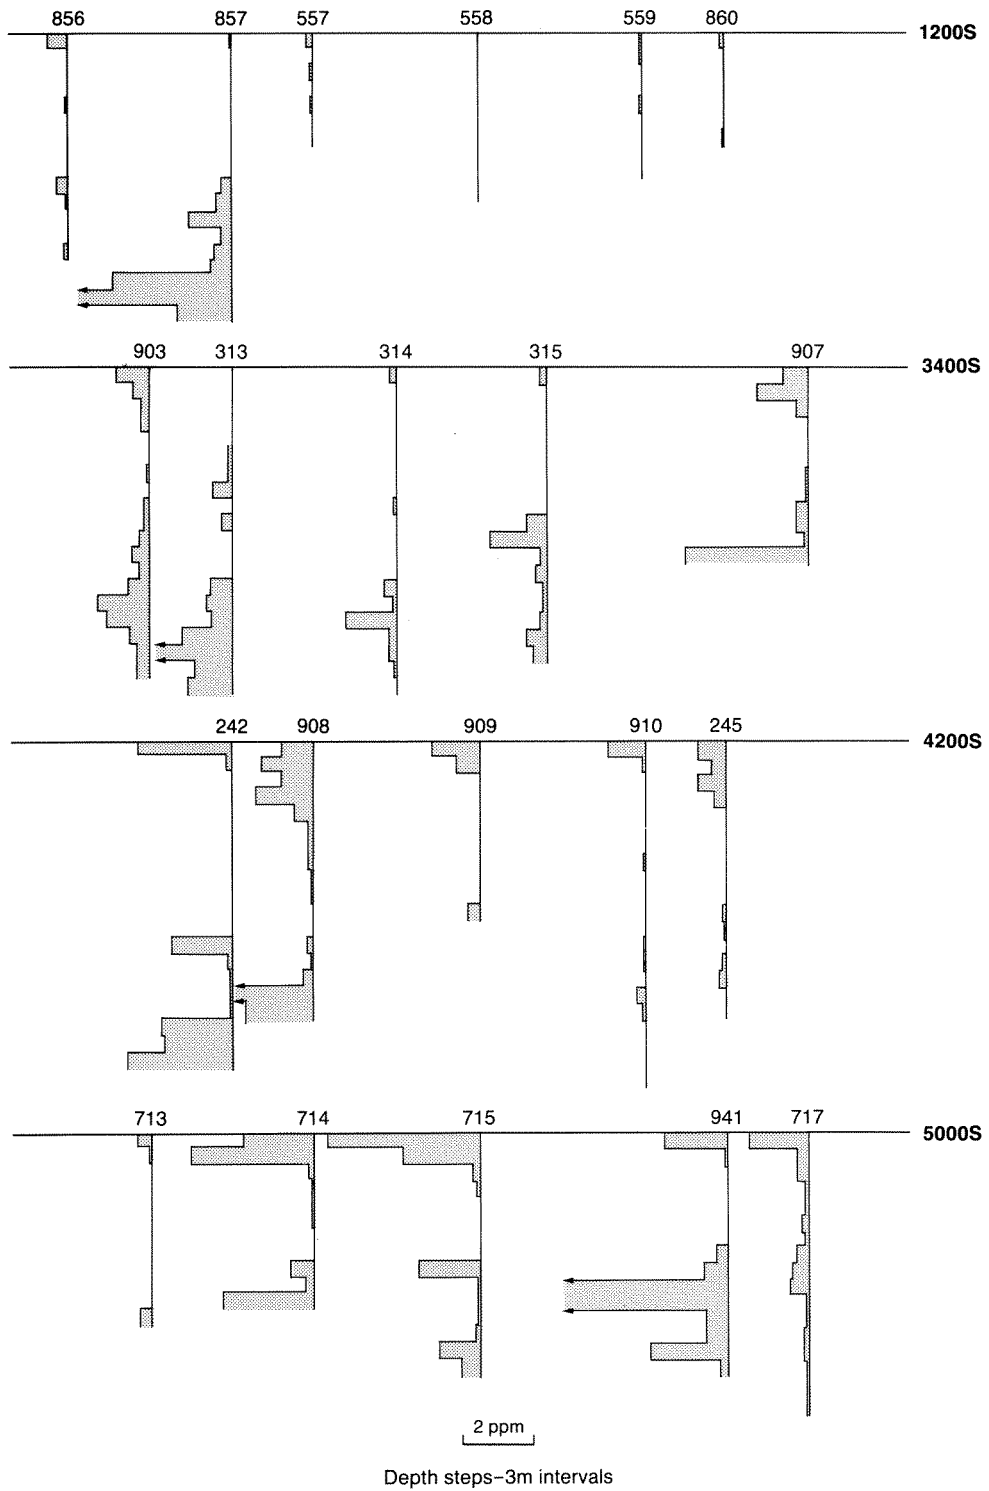 856 857 557 558 559 860
1200S
903 313 314 315 907
3400S
242 908 909 910 245
4200S
713 714 715 941 717
5000S
2 ppm
Depth steps–3m intervals